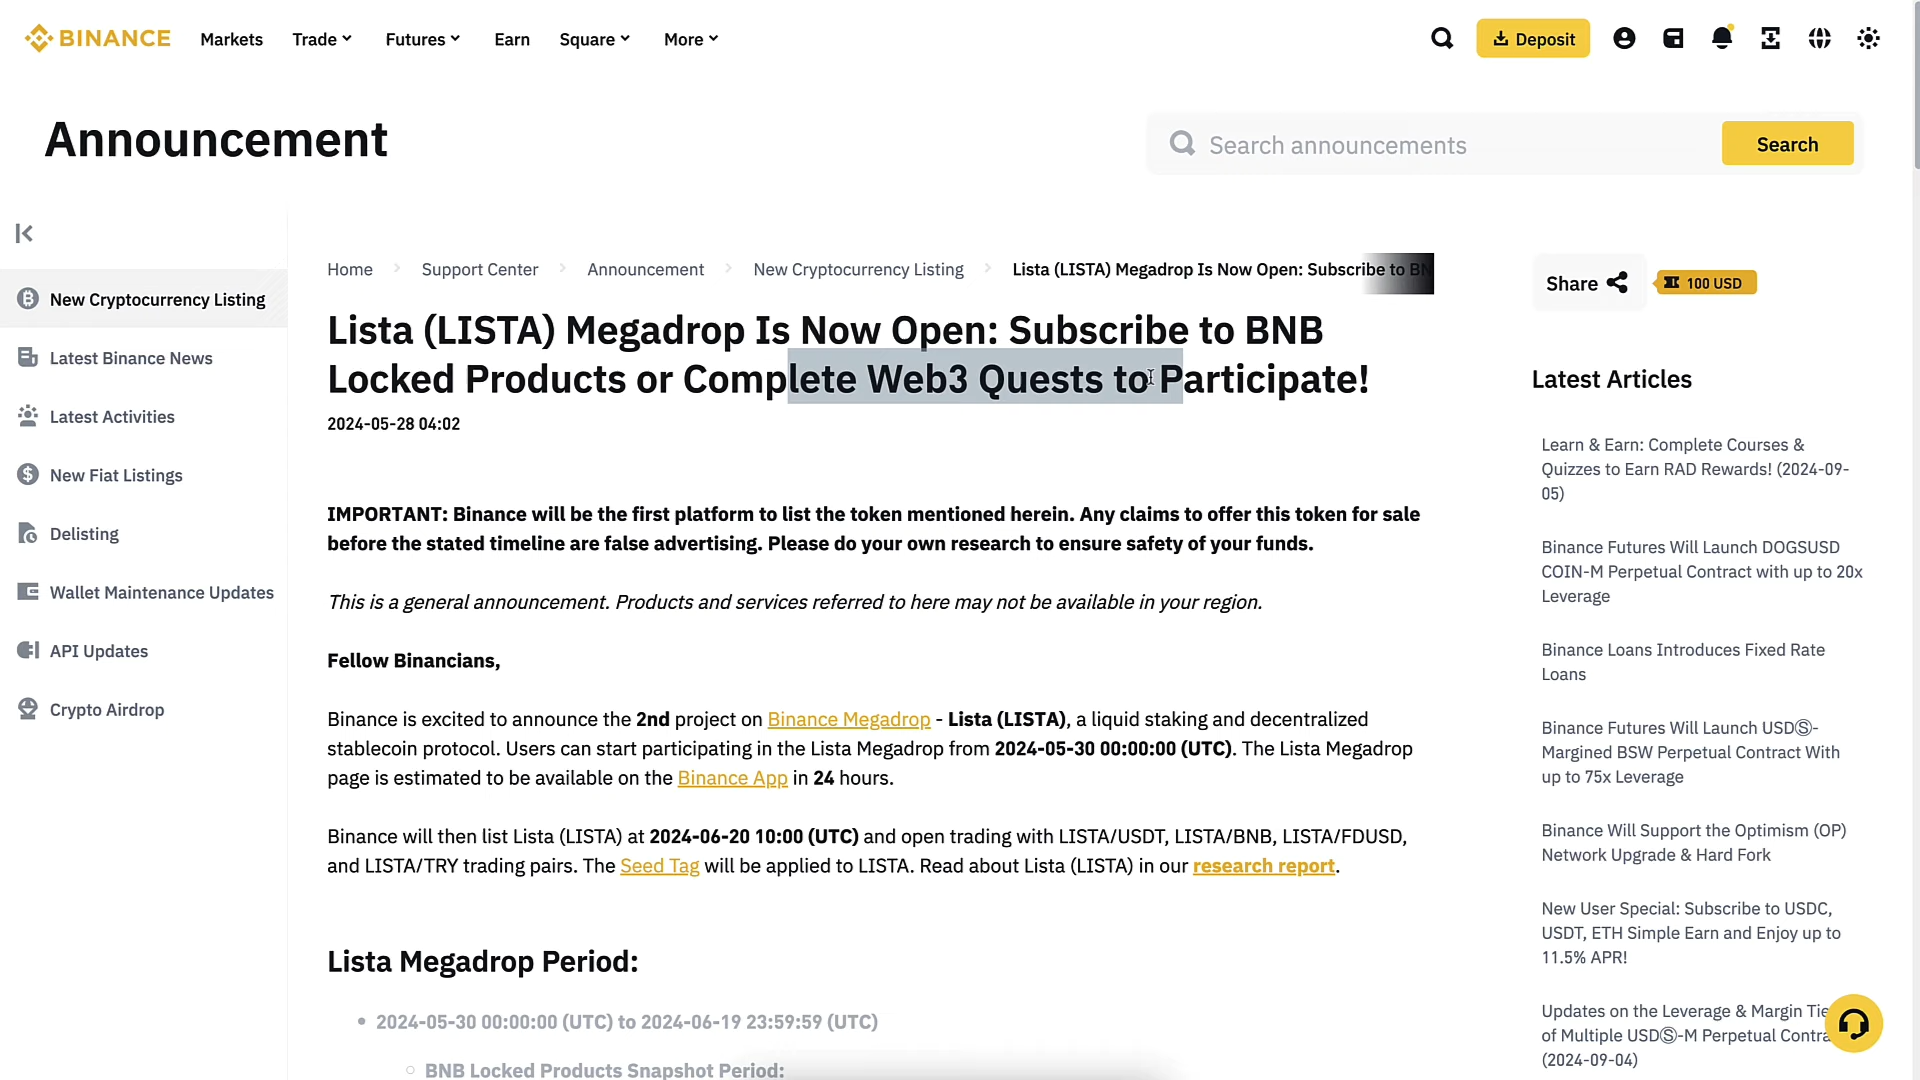 BINANCE
Markets
Trade
Futures
Earn
Square
More
Deposit
Announcement
Search announcements
Search
New Cryptocurrency Listing
Latest Binance News
Latest Activities
New Fiat Listings
Delisting
Wallet Maintenance Updates
API Updates
Crypto Airdrop
Home
Support Center
Announcement
New Cryptocurrency Listing
Lista (LISTA) Megadrop Is Now Open: Subscribe to BN
Lista (LISTA) Megadrop Is Now Open: Subscribe to BNB
Locked Products or Complete Web3 Quests to Participate!
2024-05-28 04:02
IMPORTANT: Binance will be the first platform to list the token mentioned herein. Any claims to offer this token for sale
before the stated timeline are false advertising. Please do your own research to ensure safety of your funds.
This is a general announcement. Products and services referred to here may not be available in your region.
Fellow Binancians,
Binance is excited to announce the 2nd project on Binance Megadrop - Lista (LISTA), a liquid staking and decentralized
stablecoin protocol. Users can start participating in the Lista Megadrop from 2024-05-30 00:00:00 (UTC). The Lista Megadrop
page is estimated to be available on the Binance App in 24 hours.
Binance will then list Lista (LISTA) at 2024-06-20 10:00 (UTC) and open trading with LISTA/USDT, LISTA/BNB, LISTA/FDUSD,
and LISTA/TRY trading pairs. The Seed Tag will be applied to LISTA. Read about Lista (LISTA) in our research report.
Lista Megadrop Period:
2024-05-30 00:00:00 (UTC) to 2024-06-19 23:59:59 (UTC)
BNB Locked Products Snapshot Period:
Share
100 USD
Latest Articles
Learn & Earn: Complete Courses &
Quizzes to Earn RAD Rewards! (2024-09-
05)
Binance Futures Will Launch DOGSUSD
COIN-M Perpetual Contract with up to 20x
Leverage
Binance Loans Introduces Fixed Rate
Loans
Binance Futures Will Launch USDⓈ-
Margined BSW Perpetual Contract With
up to 75x Leverage
Binance Will Support the Optimism (OP)
Network Upgrade & Hard Fork
New User Special: Subscribe to USDC,
USDT, ETH Simple Earn and Enjoy up to
11.5% APR!
Updates on the Leverage & Margin Tie
of Multiple USDⓈ-M Perpetual Contra
(2024-09-04)